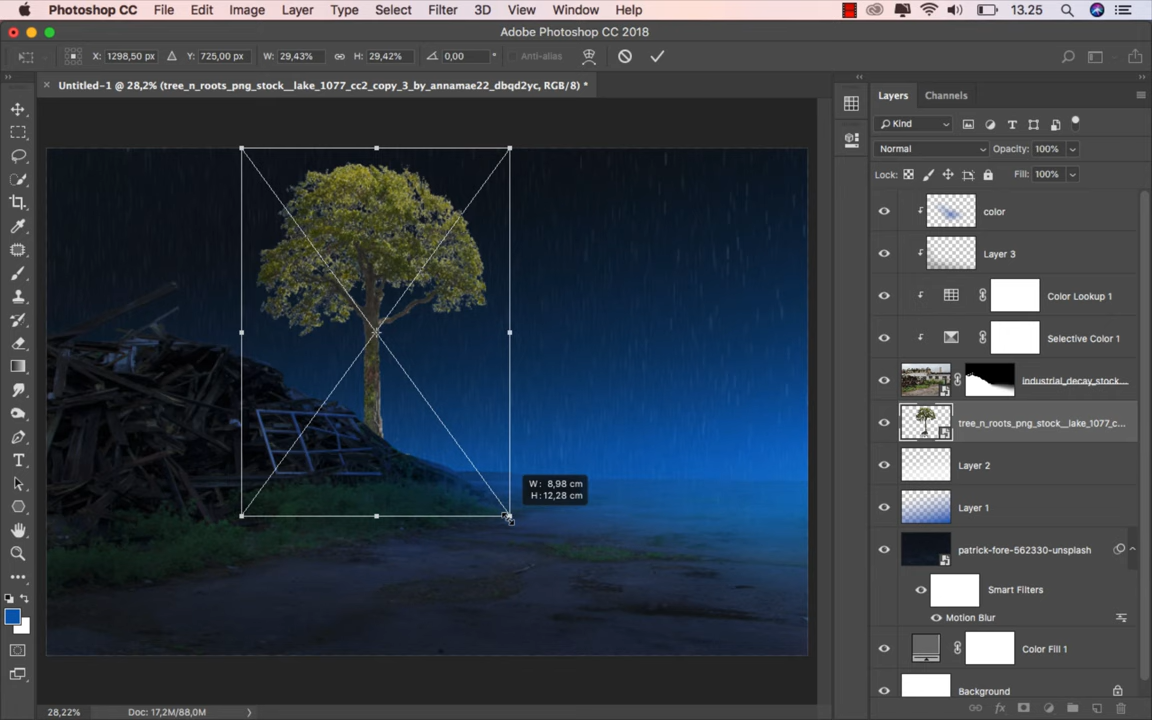 Photoshop CC File Edit Image Layer Type Select Filter 3D View Window Help 13.25
Adobe Photoshop CC 2018
X: 1298,50 px Y: 725,00 px W: 29,43% H: 29,42% 0,00 ° Anti-alias
Untitled-1 @ 28,2% (tree_n_roots_png_stock__lake_1077_cc2_copy_3_by_annamae22_dbqd2yc, RGB/8) *
Layers Channels
Kind
Normal Opacity: 100%
Lock: Fill: 100%
color
Layer 3
Color Lookup 1
Selective Color 1
industrial_decay_stock...
tree_n_roots_png_stock__lake_1077_c...
Layer 2
Layer 1
patrick-fore-562330-unsplash
Smart Filters
Motion Blur
Color Fill 1
Background
W: 8,98 cm
H: 12,28 cm
28,22% Doc: 17,2M/88,0M